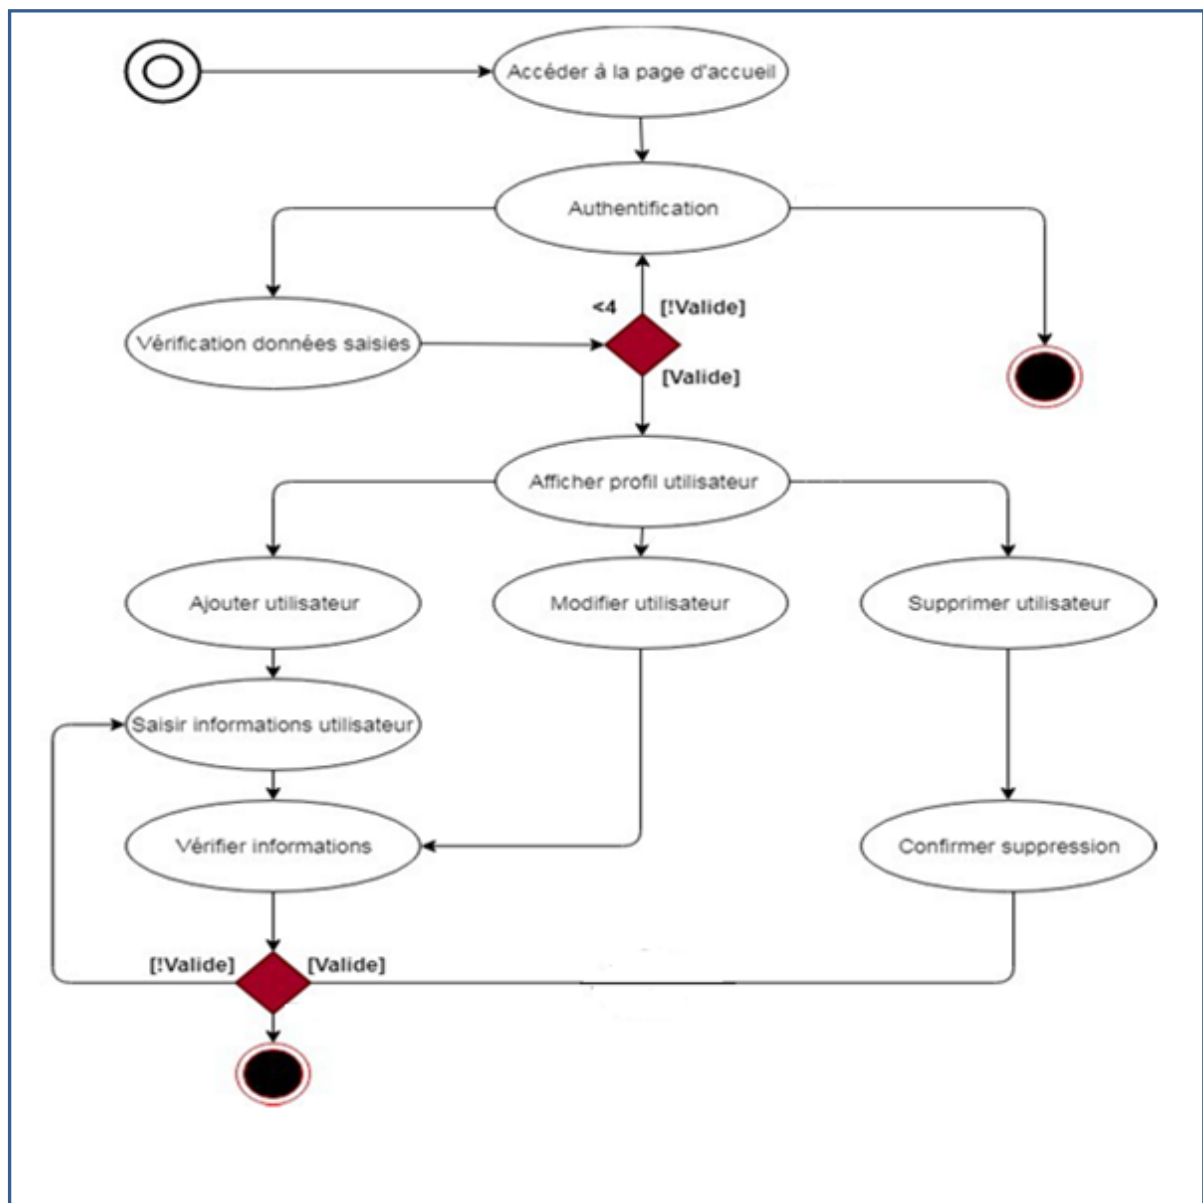 Accéder à la page d'accueil
Authentification
<4 [!Valide]
Vérification données saisies
[Valide]
Afficher profil utilisateur
Ajouter utilisateur
Modifier utilisateur
Supprimer utilisateur
Saisir informations utilisateur
Vérifier informations
Confirmer suppression
[!Valide]
[Valide]